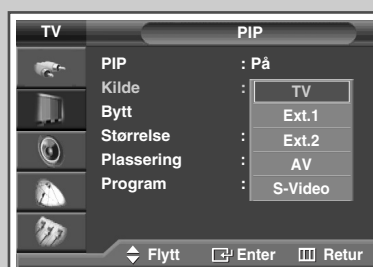 TV PIP
PIP : På
Kilde : TV
Bytt Ext.1
Størrelse : Ext.2
Plassering : AV
Program : S-Video
Flytt Enter Retur